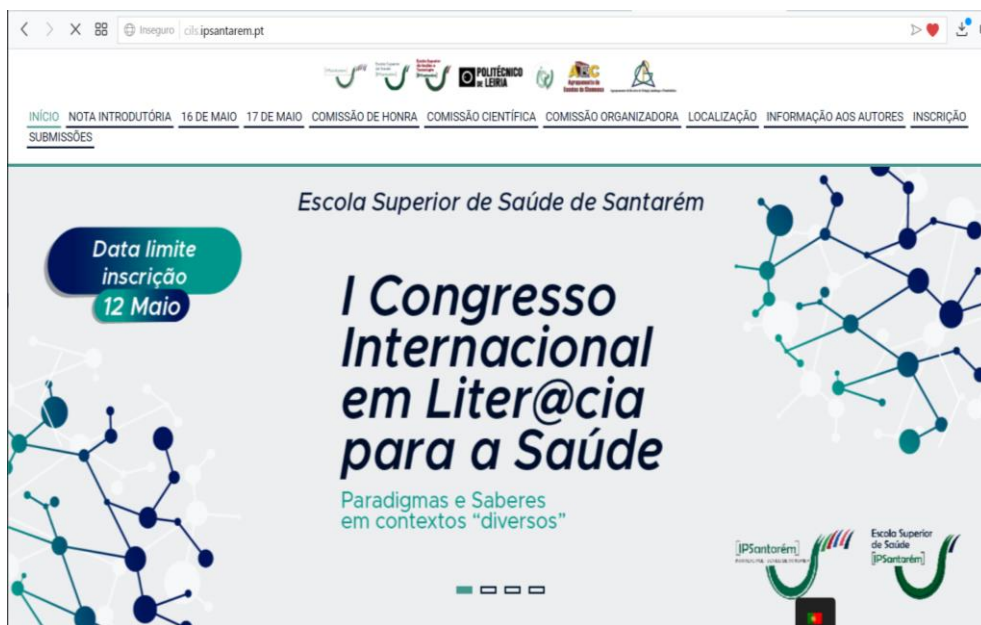 Inseguro cils.ipsantarem.pt
POLITÉCNICO
DE LEIRIA
INÍCIO NOTA INTRODUTÓRIA 16 DE MAIO 17 DE MAIO COMISSÃO DE HONRA COMISSÃO CIENTÍFICA COMISSÃO ORGANIZADORA LOCALIZAÇÃO INFORMAÇÃO AOS AUTORES INSCRIÇÃO
SUBMISSÕES
Escola Superior de Saúde de Santarém
Data limite
inscrição
12 Maio
I Congresso
Internacional
em Liter@cia
para a Saúde
Paradigmas e Saberes
em contextos “diversos”
[IPSantarém]
Escola Superior
de Saúde
[IPSantarém]